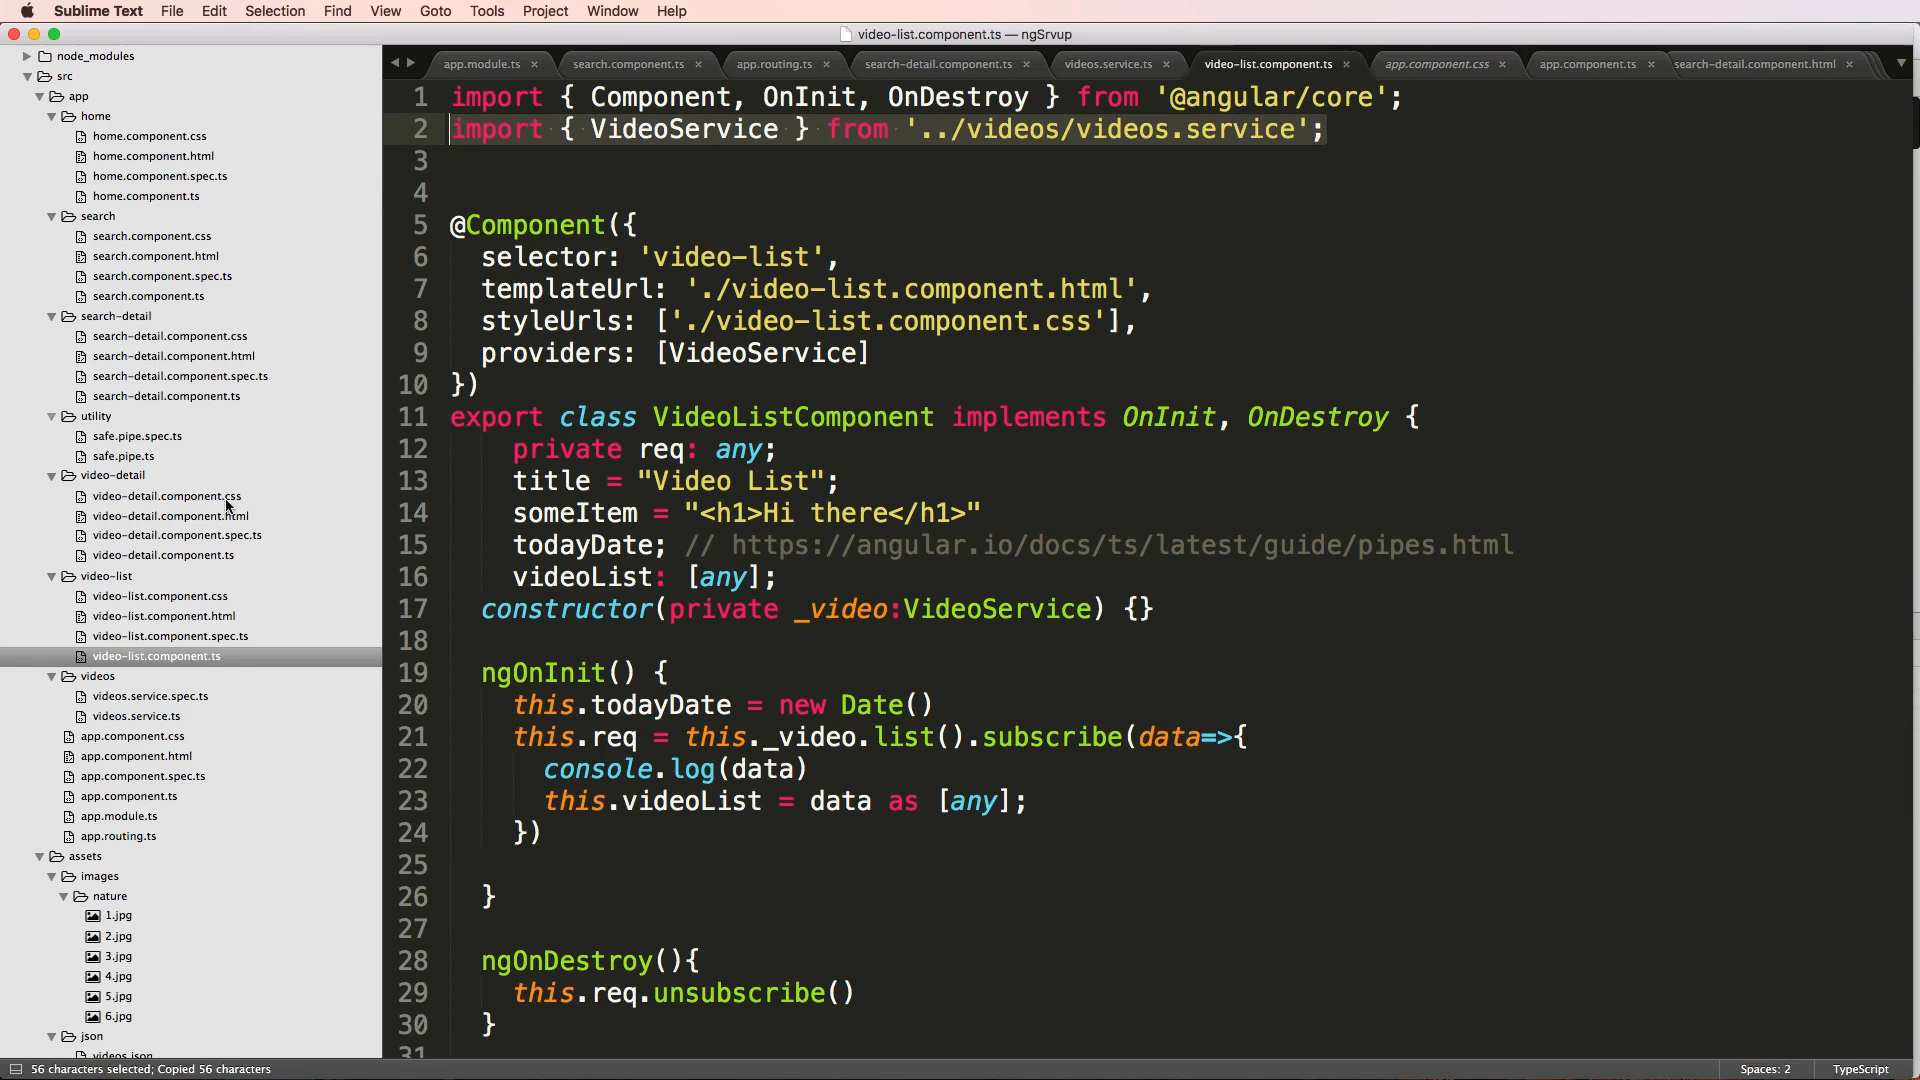 Sublime Text File Edit Selection Find View Goto Tools Project Window Help
video-list.component.ts — ngSrvup
node_modules
src
app
home
home.component.css
home.component.html
home.component.spec.ts
home.component.ts
search
search.component.css
search.component.html
search.component.spec.ts
search.component.ts
search-detail
search-detail.component.css
search-detail.component.html
search-detail.component.spec.ts
search-detail.component.ts
utility
safe.pipe.spec.ts
safe.pipe.ts
video-detail
video-detail.component.css
video-detail.component.html
video-detail.component.spec.ts
video-detail.component.ts
video-list
video-list.component.css
video-list.component.html
video-list.component.spec.ts
video-list.component.ts
videos
videos.service.spec.ts
videos.service.ts
app.component.css
app.component.html
app.component.spec.ts
app.component.ts
app.module.ts
app.routing.ts
assets
images
nature
1.jpg
2.jpg
3.jpg
4.jpg
5.jpg
6.jpg
json
videos.json
app.module.ts × search.component.ts × app.routing.ts × search-detail.component.ts × videos.service.ts × video-list.component.ts × app.component.css × app.component.ts × search-detail.component.html ×
1 import { Component, OnInit, OnDestroy } from '@angular/core';
2 import { VideoService } from '../videos/videos.service';
3
4
5 @Component({
6 selector: 'video-list',
7 templateUrl: './video-list.component.html',
8 styleUrls: ['./video-list.component.css'],
9 providers: [VideoService]
10 })
11 export class VideoListComponent implements OnInit, OnDestroy {
12 private req: any;
13 title = "Video List";
14 someItem = "<h1>Hi there</h1>"
15 todayDate; // https://angular.io/docs/ts/latest/guide/pipes.html
16 videoList: [any];
17 constructor(private _video:VideoService) {}
18
19 ngOnInit() {
20 this.todayDate = new Date()
21 this.req = this._video.list().subscribe(data=>{
22 console.log(data)
23 this.videoList = data as [any];
24 })
25
26 }
27
28 ngOnDestroy(){
29 this.req.unsubscribe()
30 }
31
56 characters selected; Copied 56 characters
Spaces: 2 TypeScript